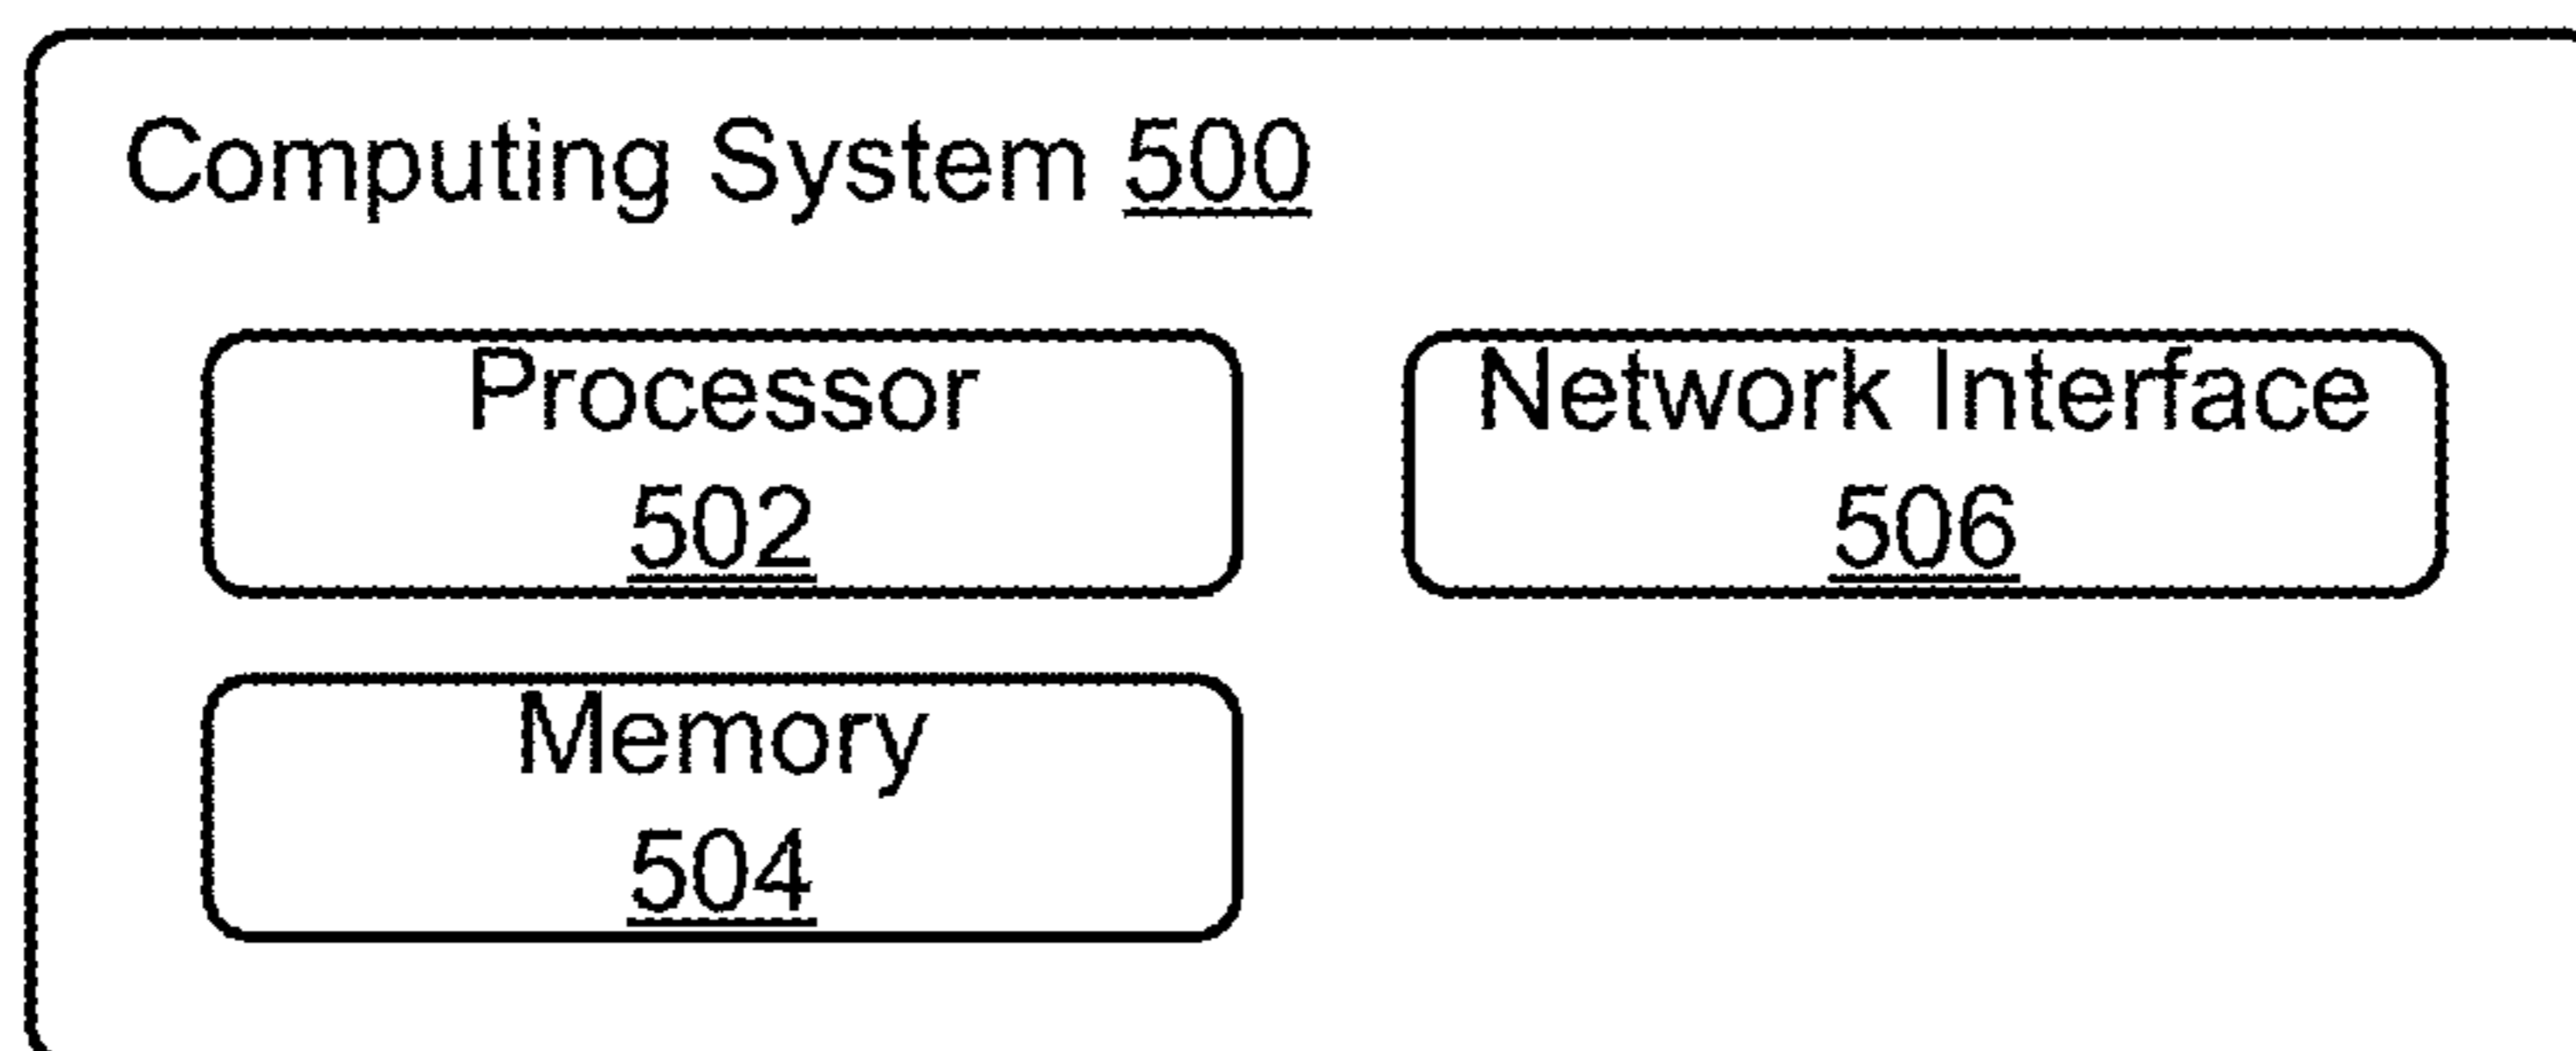 Computing System 500
Processor
502
Network Interface
506
Memory
504